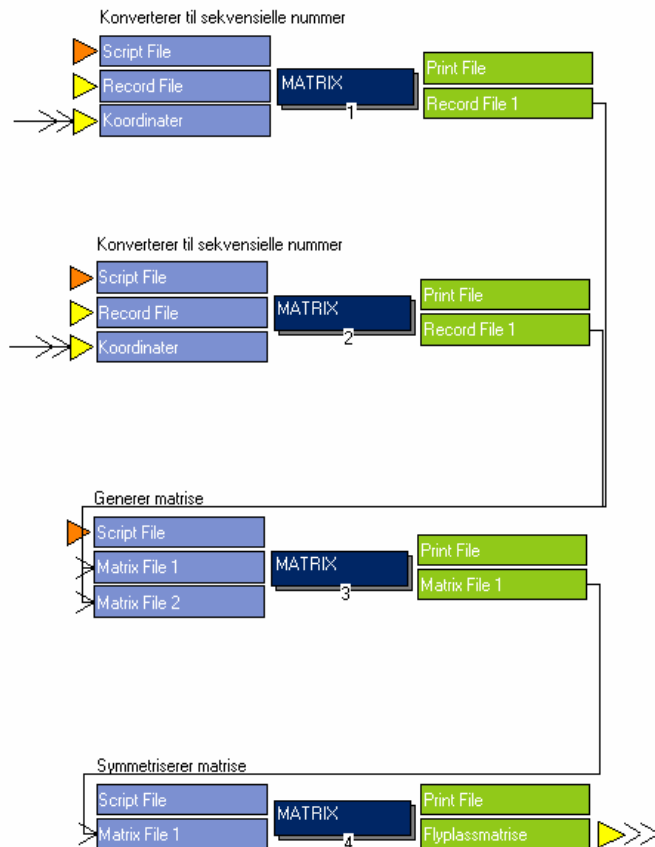 Konverterer til sekvensielle nummer
Script File
Record File
Koordinater
MATRIX
1
Print File
Record File 1
Konverterer til sekvensielle nummer
Script File
Record File
Koordinater
MATRIX
2
Print File
Record File 1
Generer matrise
Script File
Matrix File 1
Matrix File 2
MATRIX
3
Print File
Matrix File 1
Symmetriserer matrise
Script File
Matrix File 1
MATRIX
4
Print File
Flyplassmatrise